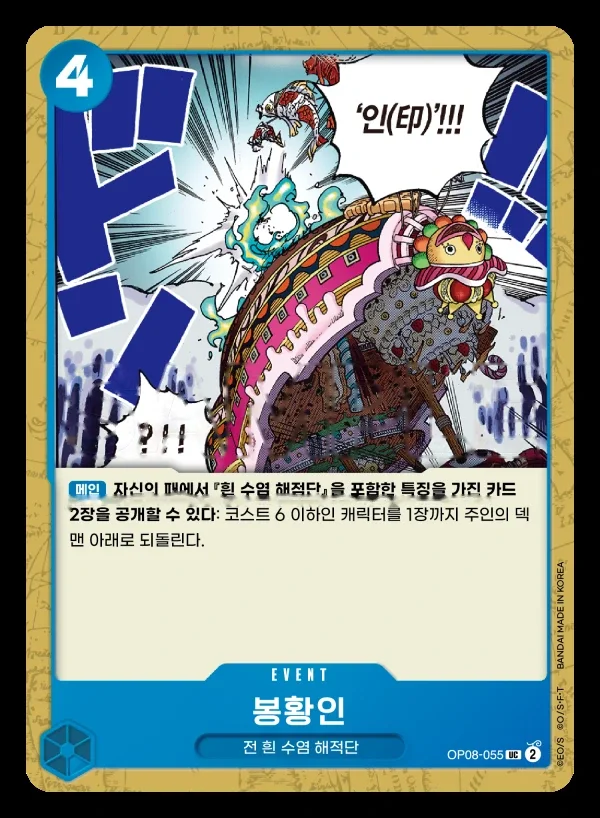 4
'인(印)'!!!
ドドン!!
?!!
메인 자신의 패에서 『흰 수염 해적단』을 포함한 특징을 가진 카드
2장을 공개할 수 있다: 코스트 6 이하인 캐릭터를 1장까지 주인의 덱
맨 아래로 되돌린다.
EVENT
봉황인
전 흰 수염 해적단
OP08-055 UC 2
©EO/S ©O/S·F·T BANDAI MADE IN KOREA